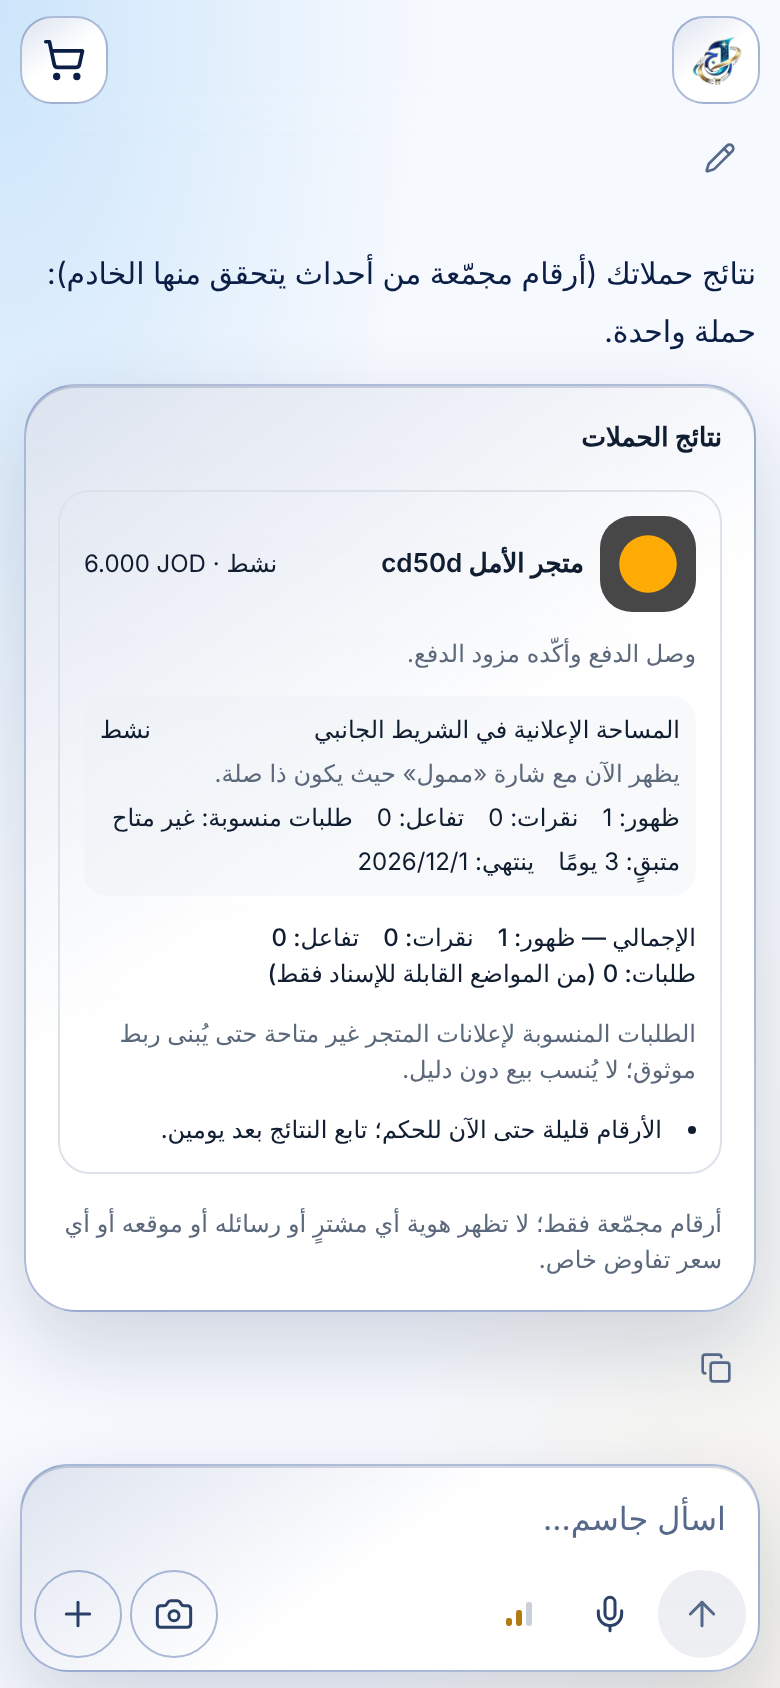 نتائج حملاتك (أرقام مجمّعة من أحداث يتحقق منها الخادم):
حملة واحدة.
نتائج الحملات
متجر الأمل cd50d
نشط · 6.000 JOD
وصل الدفع وأكّده مزود الدفع.
المساحة الإعلانية في الشريط الجانبي
نشط
يظهر الآن مع شارة «ممول» حيث يكون ذا صلة.
ظهور: 1 نقرات: 0 تفاعل: 0 طلبات منسوبة: غير متاح
متبقٍ: 3 يومًا ينتهي: 2026/12/1
الإجمالي — ظهور: 1 نقرات: 0 تفاعل: 0
طلبات: 0 (من المواضع القابلة للإسناد فقط)
الطلبات المنسوبة لإعلانات المتجر غير متاحة حتى يُبنى ربط
موثوق؛ لا يُنسب بيع دون دليل.
• الأرقام قليلة حتى الآن للحكم؛ تابع النتائج بعد يومين.
أرقام مجمّعة فقط؛ لا تظهر هوية أي مشترٍ أو رسائله أو موقعه أو أي
سعر تفاوض خاص.
اسأل جاسم...